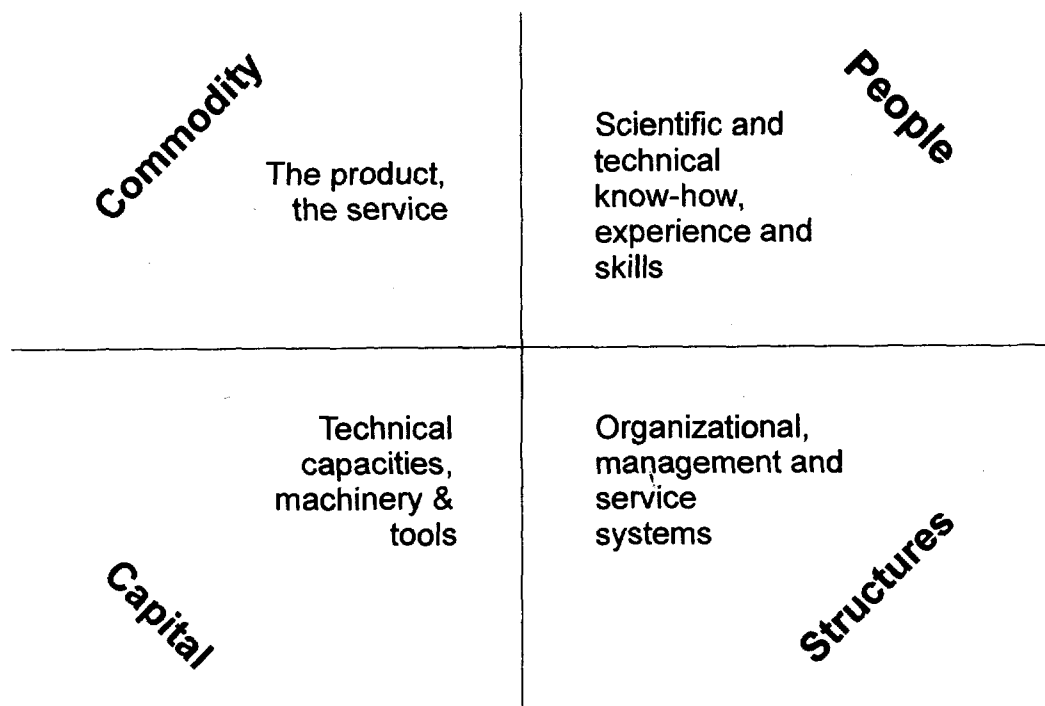 Commodity
The product,
the service
People
Scientific and
technical
know-how,
experience and
skills
Technical
capacities,
machinery &
tools
Capital
Organizational,
management and
service
systems
Structures